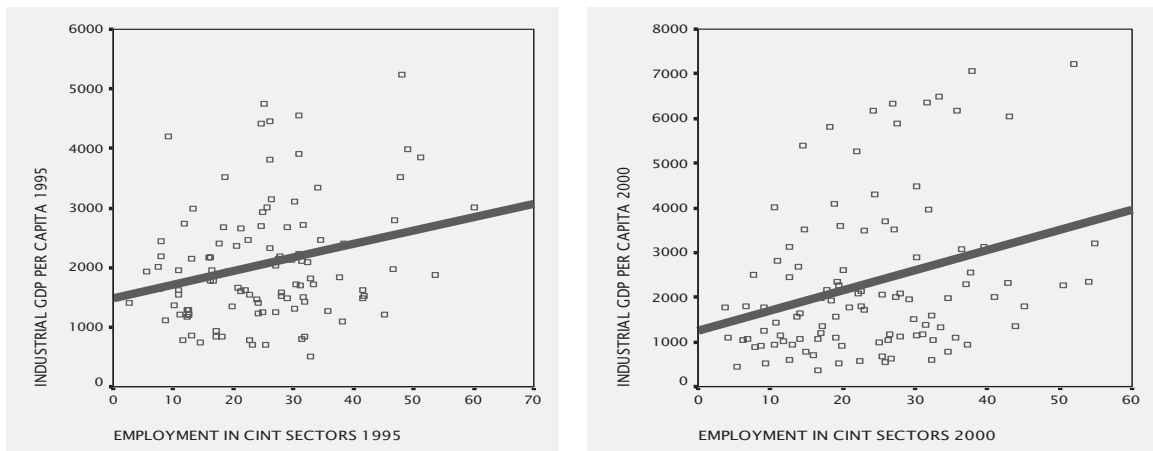 INDUSTRIAL GDP PER CAPITA 1995
6000
5000
4000
3000
2000
1000
0
0 10 20 30 40 50 60 70
EMPLOYMENT IN CINT SECTORS 1995
INDUSTRIAL GDP PER CAPITA 2000
8000
7000
6000
5000
4000
3000
2000
1000
0
0 10 20 30 40 50 60
EMPLOYMENT IN CINT SECTORS 2000